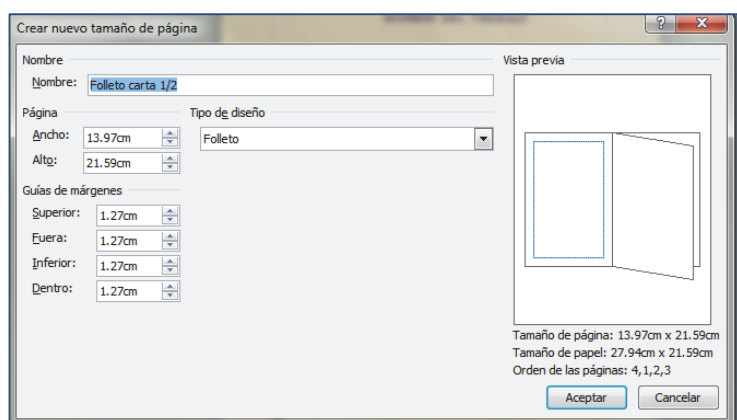 Crear nuevo tamaño de página
Nombre
Nombre: Folleto carta 1/2
Página
Ancho: 13.97cm
Alto: 21.59cm
Tipo de diseño
Folleto
Guías de márgenes
Superior: 1.27cm
Fuera: 1.27cm
Inferior: 1.27cm
Dentro: 1.27cm
Vista previa
Tamaño de página: 13.97cm x 21.59cm
Tamaño de papel: 27.94cm x 21.59cm
Orden de las páginas: 4,1,2,3
Aceptar Cancelar